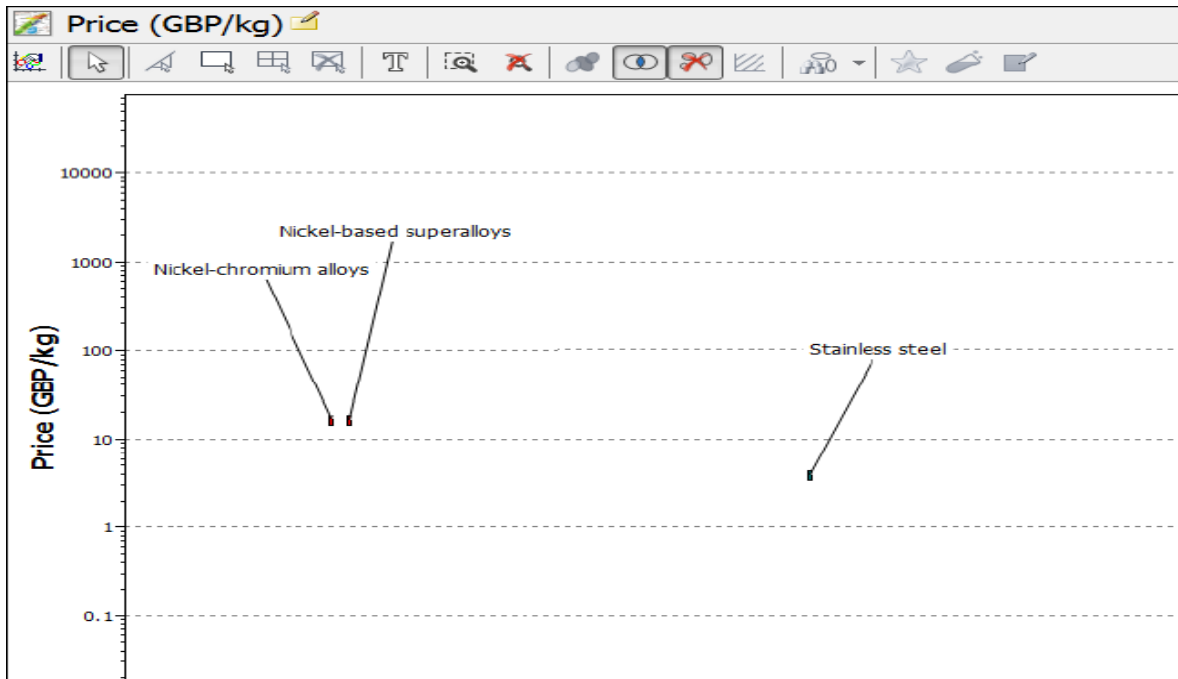 Price (GBP/kg)
T
10000
Nickel-based superalloys
1000
Nickel-chromium alloys
100
Stainless steel
Price (GBP/kg)
10
1
0.1